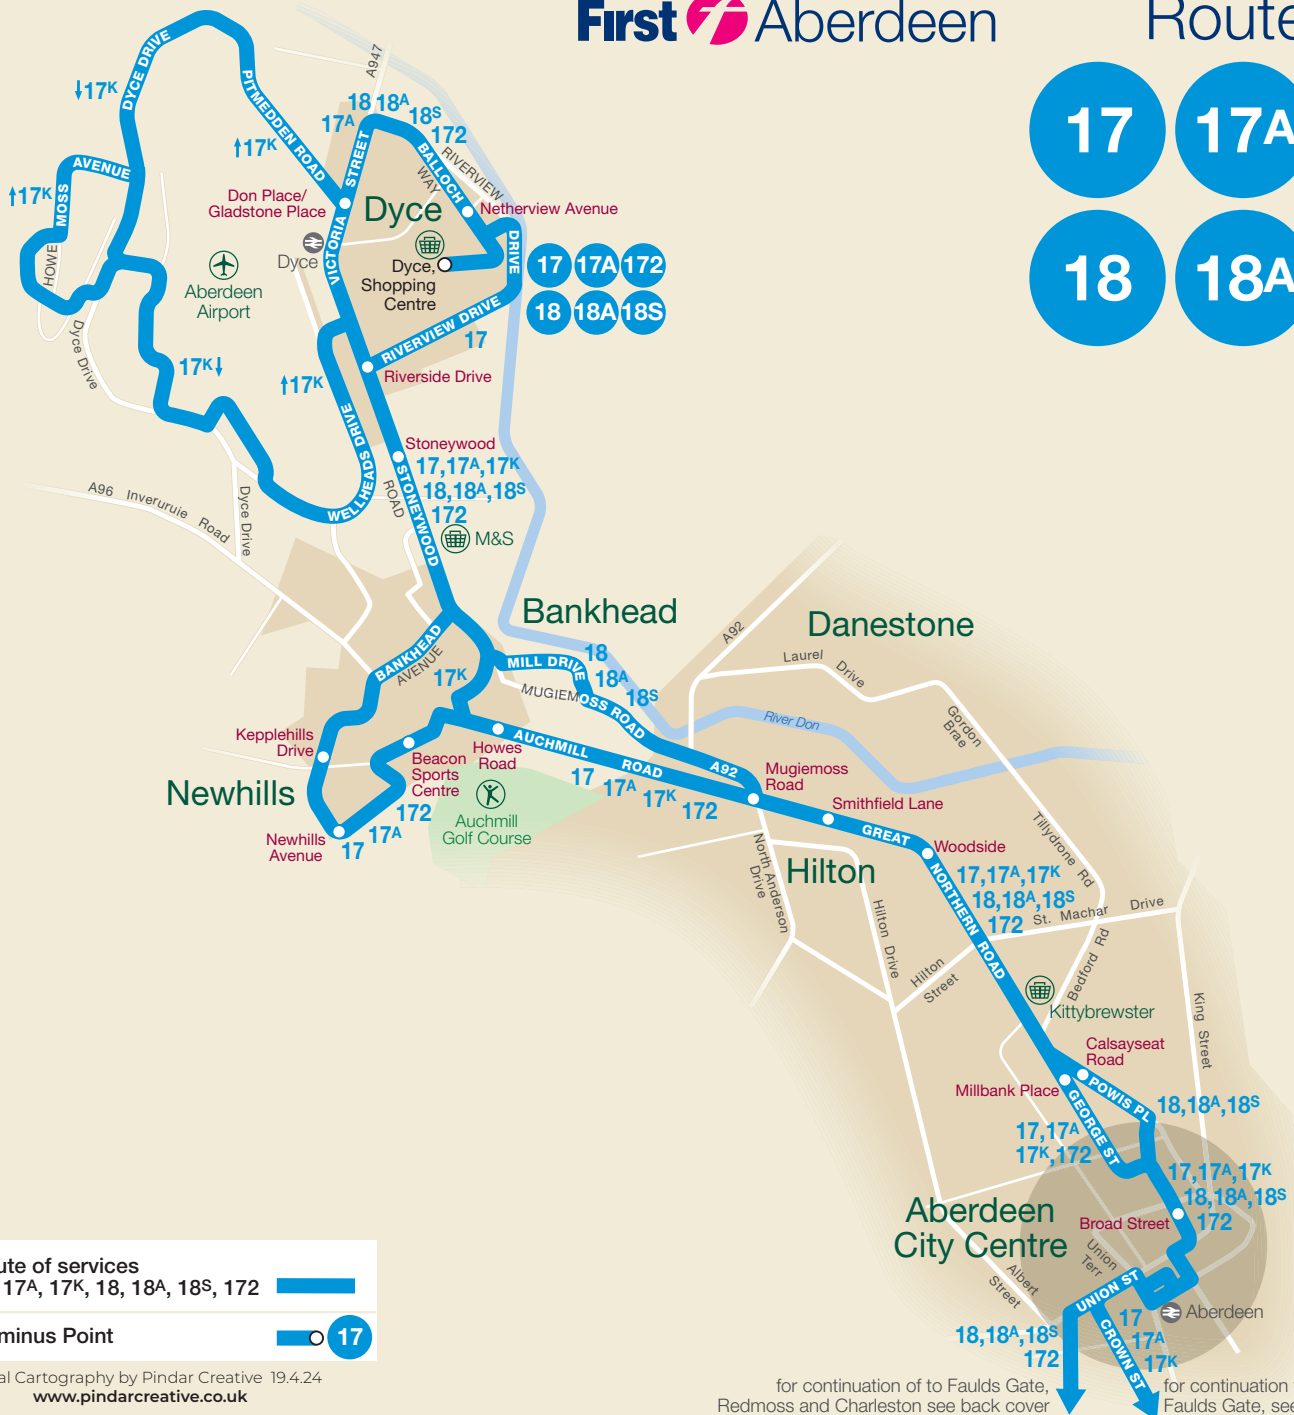 First Aberdeen
Route
17
17A
18
18A
A947
DYCE DRIVE
↓17K
PITMEDDEN ROAD
↑17K
AVENUE
MOSS
↑17K
HOWE
18 18A
17A
18S
172
STREET
BALLOCH
WAY
RIVERVIEW
Don Place/
Gladstone Place
Dyce
Netherview Avenue
VICTORIA
Dyce
DRIVE
Dyce,
Shopping
Centre
17 17A 172
18 18A 18S
Aberdeen
Airport
RIVERVIEW DRIVE
17
Dyce Drive
17K↓
↑17K
Riverside Drive
WELLHEADS DRIVE
Stoneywood
17,17A,17K
18,18A,18S
172
STONEYWOOD
ROAD
M&S
A96 Inveruruie Road
Dyce Drive
Bankhead
Danestone
A92
Laurel Drive
BANKHEAD
AVENUE
17K
MILL DRIVE
18
18A
18S
MUGIEMOSS ROAD
River Don
Gordon
Brae
Kepplehills
Drive
Beacon
Sports
Centre
Howes
Road
AUCHMILL ROAD
A92
17 17A 17K 172
Mugiemoss
Road
Newhills
172
17A
17
Newhills
Avenue
Auchmill
Golf Course
Smithfield Lane
GREAT
Woodside
Tillydrone Rd
North Anderson
Drive
Hilton
17,17A,17K
18,18A,18S
172
NORTHERN ROAD
St. Machar Drive
Hilton Drive
Hilton
Street
Bedford Rd
King Street
Kittybrewster
Calsayseat
Road
Millbank Place
POWIS PL
18,18A,18S
GEORGE ST
17,17A
17K,172
17,17A,17K
18,18A,18S
172
Aberdeen
City Centre
Broad Street
Union
Terr
Albert
Street
UNION ST
Aberdeen
CROWN ST
17
17A
17K
18,18A,18S
172
for continuation of to Faulds Gate,
Redmoss and Charleston see back cover
for continuation
Faulds Gate, see
ute of services
17A, 17K, 18, 18A, 18S, 172
minus Point
17
al Cartography by Pindar Creative 19.4.24
www.pindarcreative.co.uk